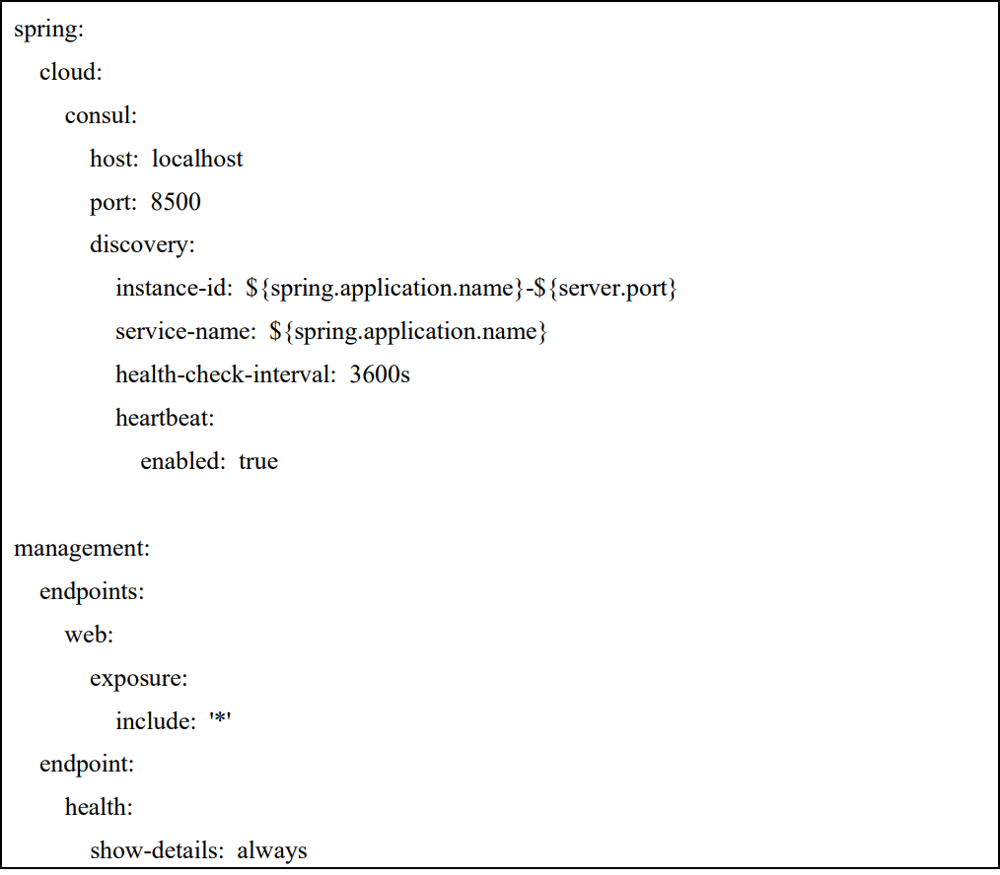 spring:
  cloud:
    consul:
      host: localhost
      port: 8500
      discovery:
        instance-id: ${spring.application.name}-${server.port}
        service-name: ${spring.application.name}
        health-check-interval: 3600s
        heartbeat:
          enabled: true

management:
  endpoints:
    web:
      exposure:
        include: '*'
  endpoint:
    health:
      show-details: always